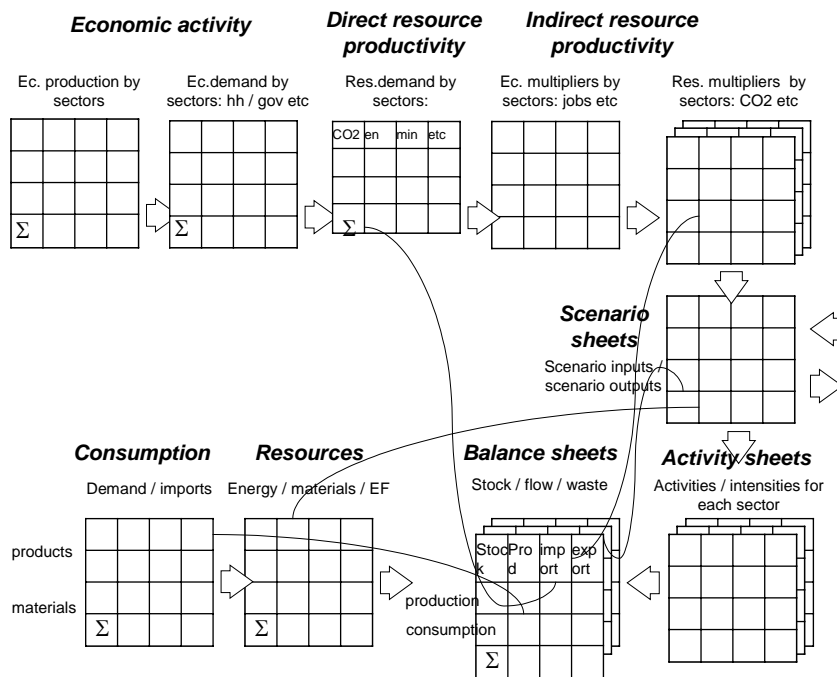 Economic activity
Direct resource
productivity
Indirect resource
productivity
Ec. production by
sectors
Ec.demand by
sectors: hh / gov etc
Res.demand by
sectors:
Ec. multipliers by
sectors: jobs etc
Res. multipliers by
sectors: CO2 etc
CO2 en min etc
Σ
Σ
Σ
Scenario
sheets
Scenario inputs /
scenario outputs
Consumption
Resources
Balance sheets
Activity sheets
Demand / imports
Energy / materials / EF
Stock / flow / waste
Activities / intensities for
each sector
Stoc Pro imp exp
k d ort ort
products
materials
production
consumption
Σ
Σ
Σ